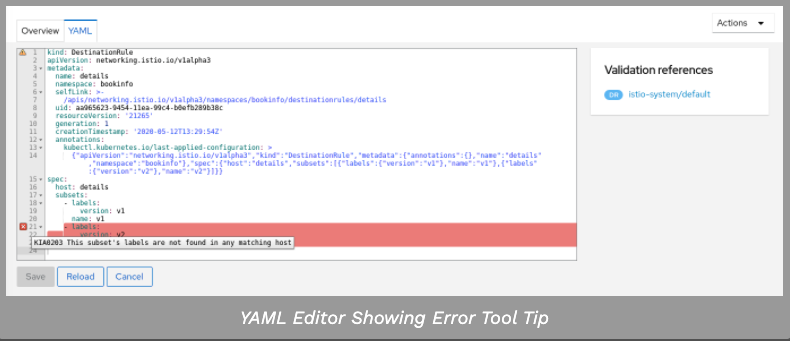 Overview
YAML
Actions
1 kind: DestinationRule
2 apiVersion: networking.istio.io/v1alpha3
3 metadata:
4 name: details
5 namespace: bookinfo
6 selfLink: >-
7 /apis/networking.istio.io/v1alpha3/namespaces/bookinfo/destinationrules/details
8 uid: aa965623-9454-11ea-99c4-b0efb289b38c
9 resourceVersion: '21265'
10 generation: 1
11 creationTimestamp: '2020-05-12T13:29:54Z'
12 annotations:
13 kubectl.kubernetes.io/last-applied-configuration: >
14 {"apiVersion":"networking.istio.io/v1alpha3","kind":"DestinationRule","metadata":{"annotations":{},"name":"details"
,"namespace":"bookinfo"},"spec":{"host":"details","subsets":[{"labels":{"version":"v1"},"name":"v1"},{"labels"
:{"version":"v2"},"name":"v2"}]}}
15 spec:
16 host: details
17 subsets:
18 - labels:
19 version: v1
20 name: v1
21 - labels:
22 version: v2
KIA0203 This subset's labels are not found in any matching host
24
Save
Reload
Cancel
Validation references
DR istio-system/default
YAML Editor Showing Error Tool Tip